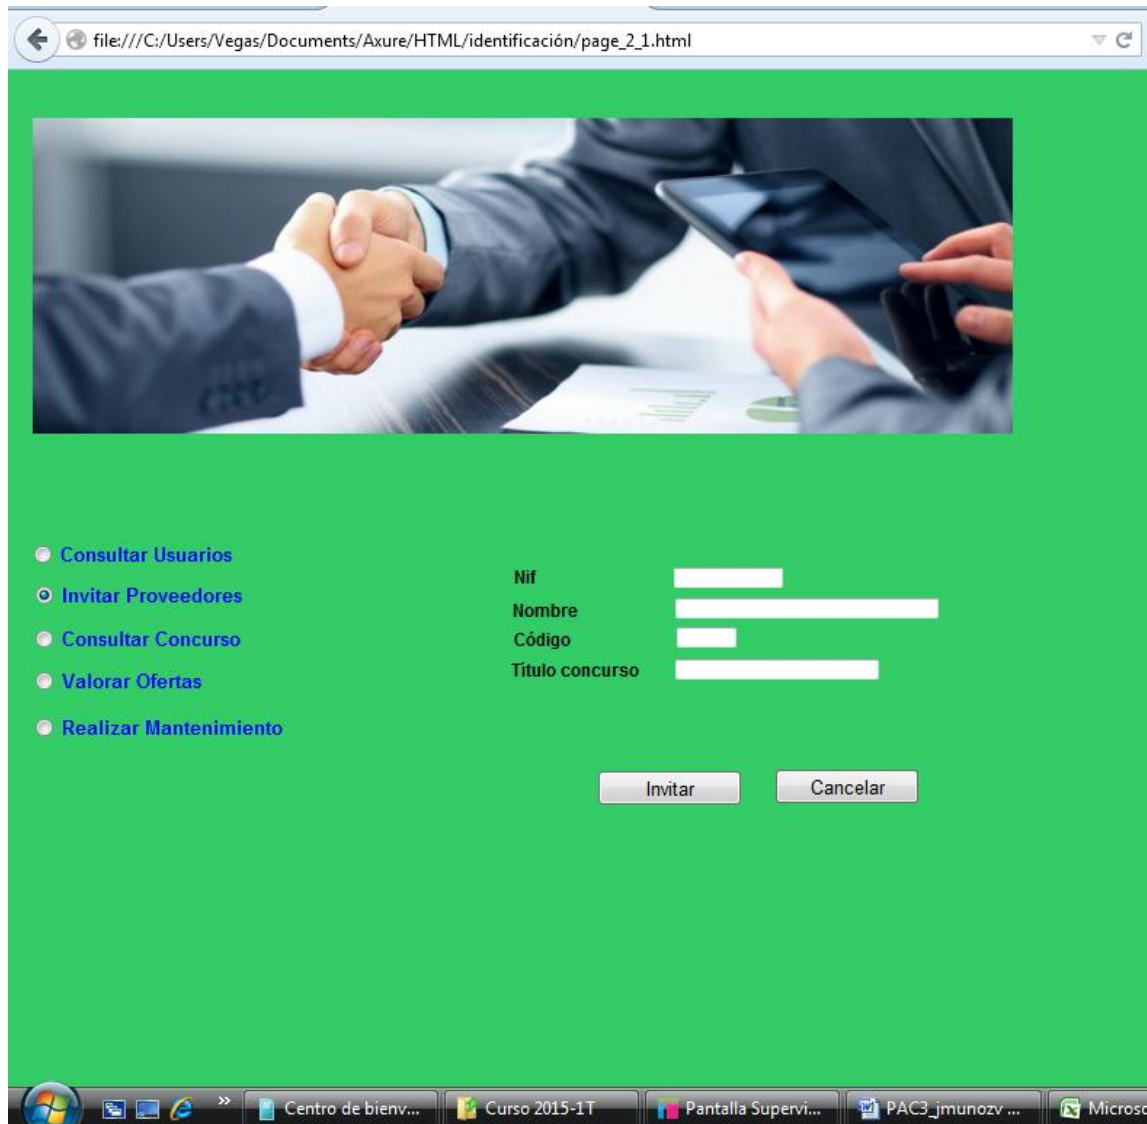 file:///C:/Users/Vegas/Documents/Axure/HTML/identificación/page_2_1.html
Consultar Usuarios
Invitar Proveedores
Consultar Concurso
Valorar Ofertas
Realizar Mantenimiento
Nif
Nombre
Código
Título concurso
Invitar Cancelar
» Centro de bienv... Curso 2015-1T Pantalla Supervi... PAC3_jmunozv ... Microso